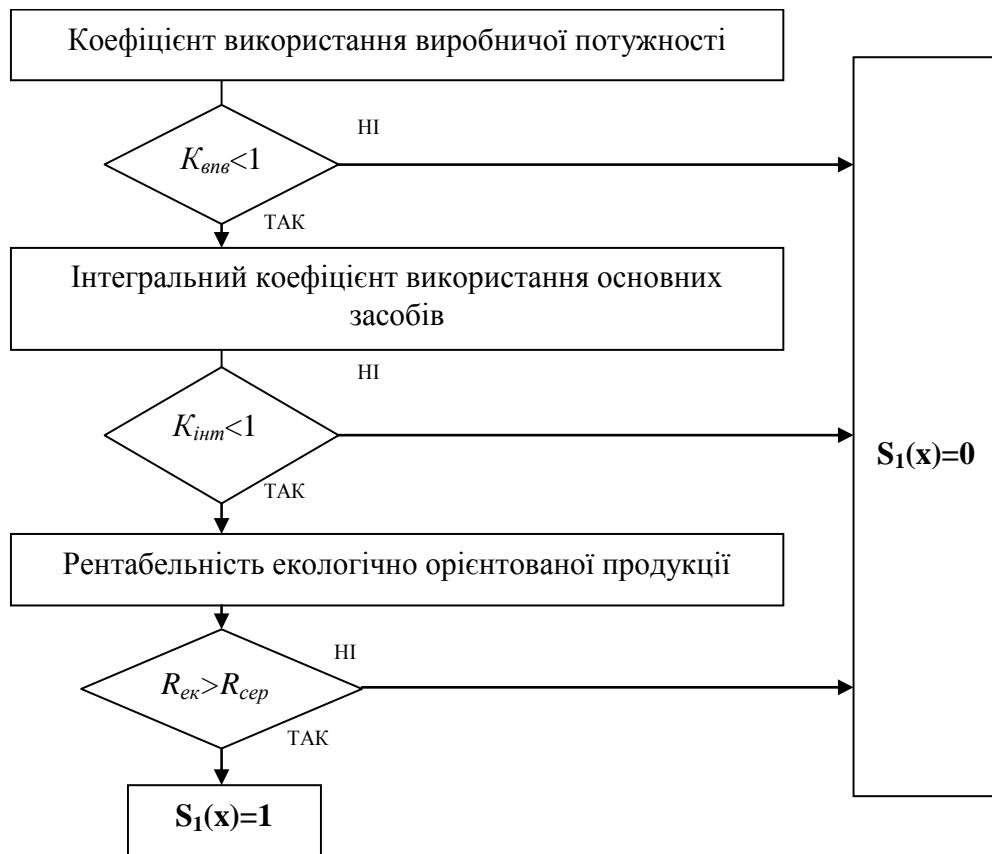 Коефіцієнт використання виробничої потужності
НІ
Kвпв<1
ТАК
Інтегральний коефіцієнт використання основних
засобів
НІ
Kінт<1
S₁(x)=0
ТАК
Рентабельність екологічно орієнтованої продукції
НІ
Rек>Rсер
ТАК
S₁(x)=1